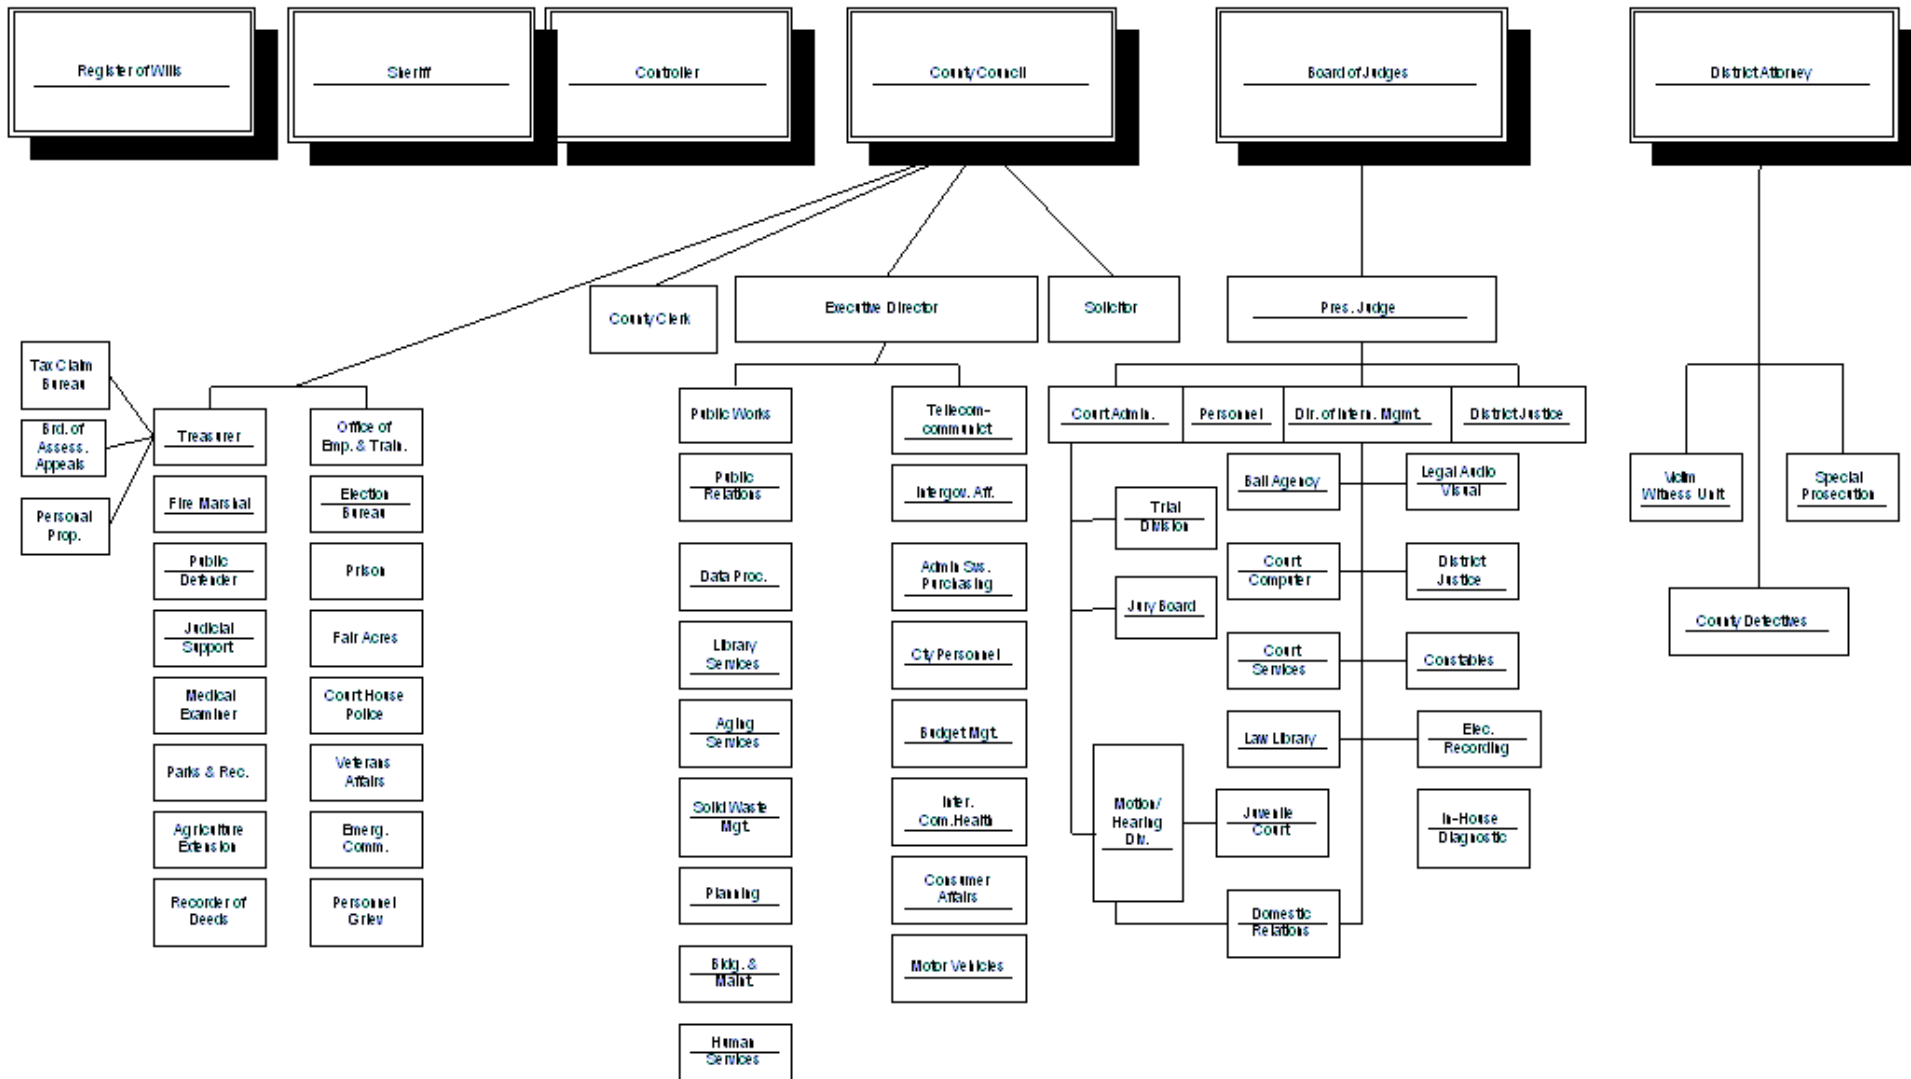 Register of Wills
Sheriff
Controller
County Council
Board of Judges
District Attorney
County Clerk
Executive Director
Solicitor
Pres. Judge
Tax Claim
Bureau
Brd. of
Assess.
Appeals
Personal
Prop.
Treasurer
Office of
Emp. & Train.
Fire Marshal
Election
Bureau
Public
Defender
Prison
Judicial
Support
Fair Acres
Medical
Examiner
Court House
Police
Parks & Rec.
Veterans
Affairs
Agriculture
Extension
Emerg.
Comm.
Recorder of
Deeds
Personnel
Griev
Public Works
Tellecom-
communict
Public
Relations
Intergov. Aff.
Data Proc.
Admin Svs.
Purchasing
Library
Services
Cty Personnel
Aging
Services
Budget Mgt.
Solid Waste
Mgt.
Inter.
Com.Health
Planning
Consumer
Affairs
Bldg. &
Maint.
Motor Vehicles
Human
Services
Court Admin.
Personnel
Dir. of Intern. Mgmt.
District Justice
Trial
Division
Jury Board
Bail Agency
Legal Audio
Visual
Court
Computer
District
Justice
Court
Services
Constables
Law Library
Elec.
Recording
Motion/
Hearing
Div.
Juvenile
Court
In-House
Diagnostic
Domestic
Relations
Victim
Witness Unit
Special
Prosecution
County Detectives